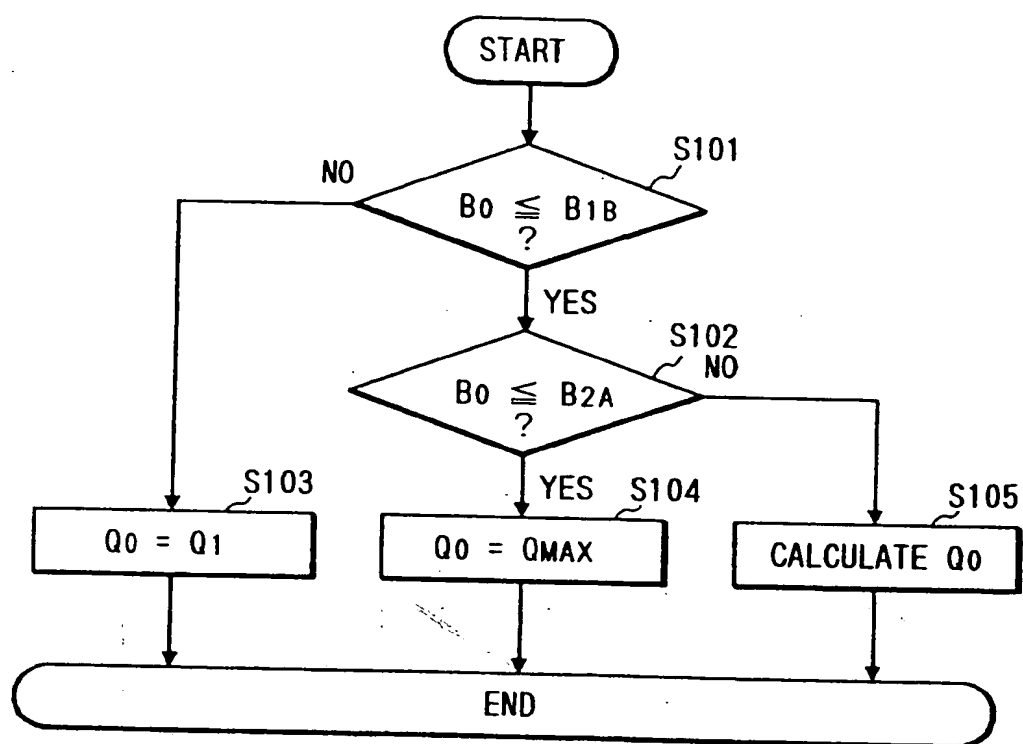 START
S101
NO
B0 ≦ B1B
?
YES
S102
NO
B0 ≦ B2A
?
YES
S103
Q0 = Q1
S104
Q0 = QMAX
S105
CALCULATE Q0
END